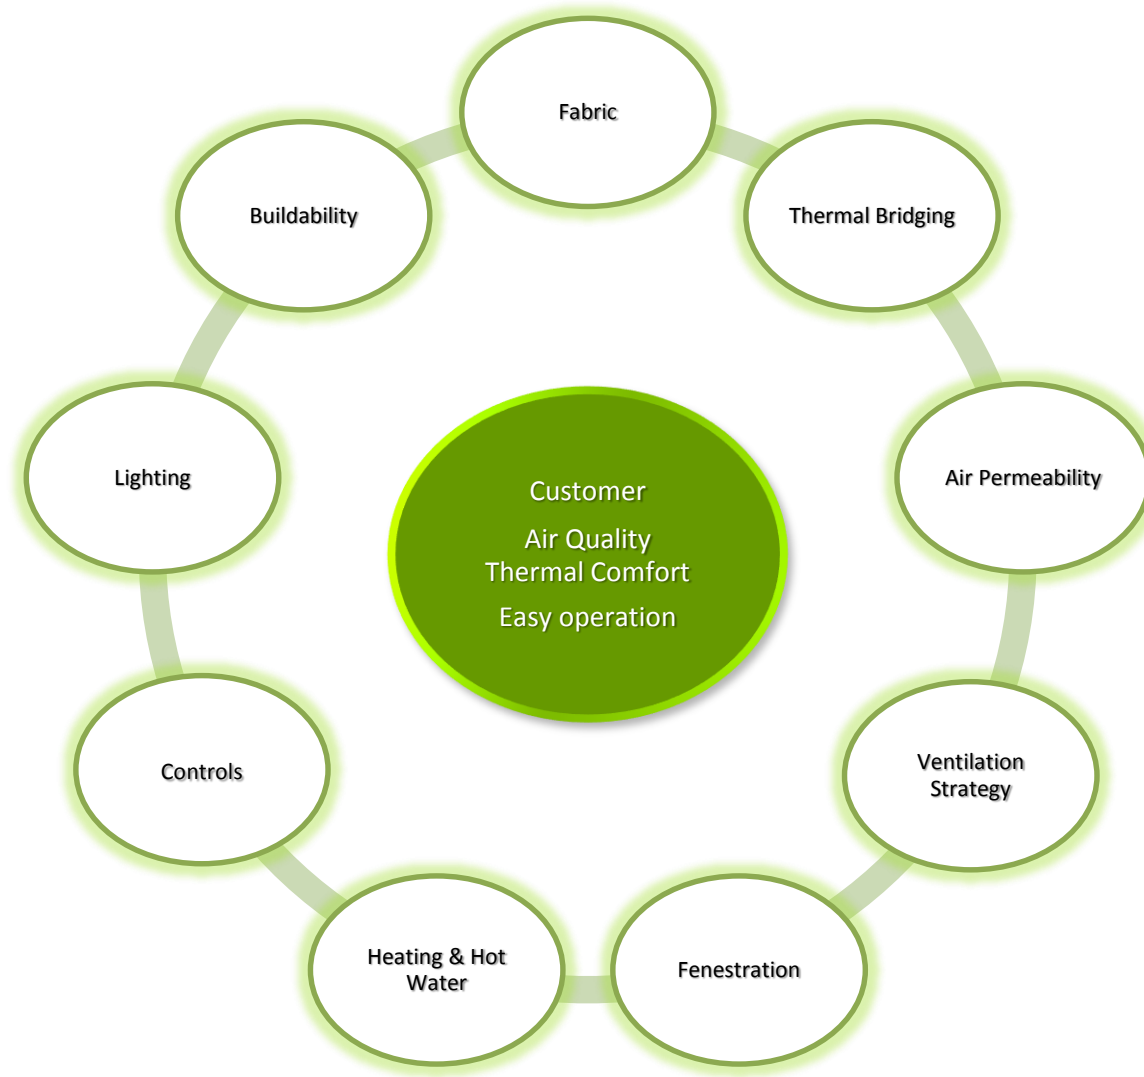 Fabric
Thermal Bridging
Air Permeability
Ventilation
Strategy
Fenestration
Heating & Hot
Water
Controls
Lighting
Buildability
Customer
Air Quality
Thermal Comfort
Easy operation